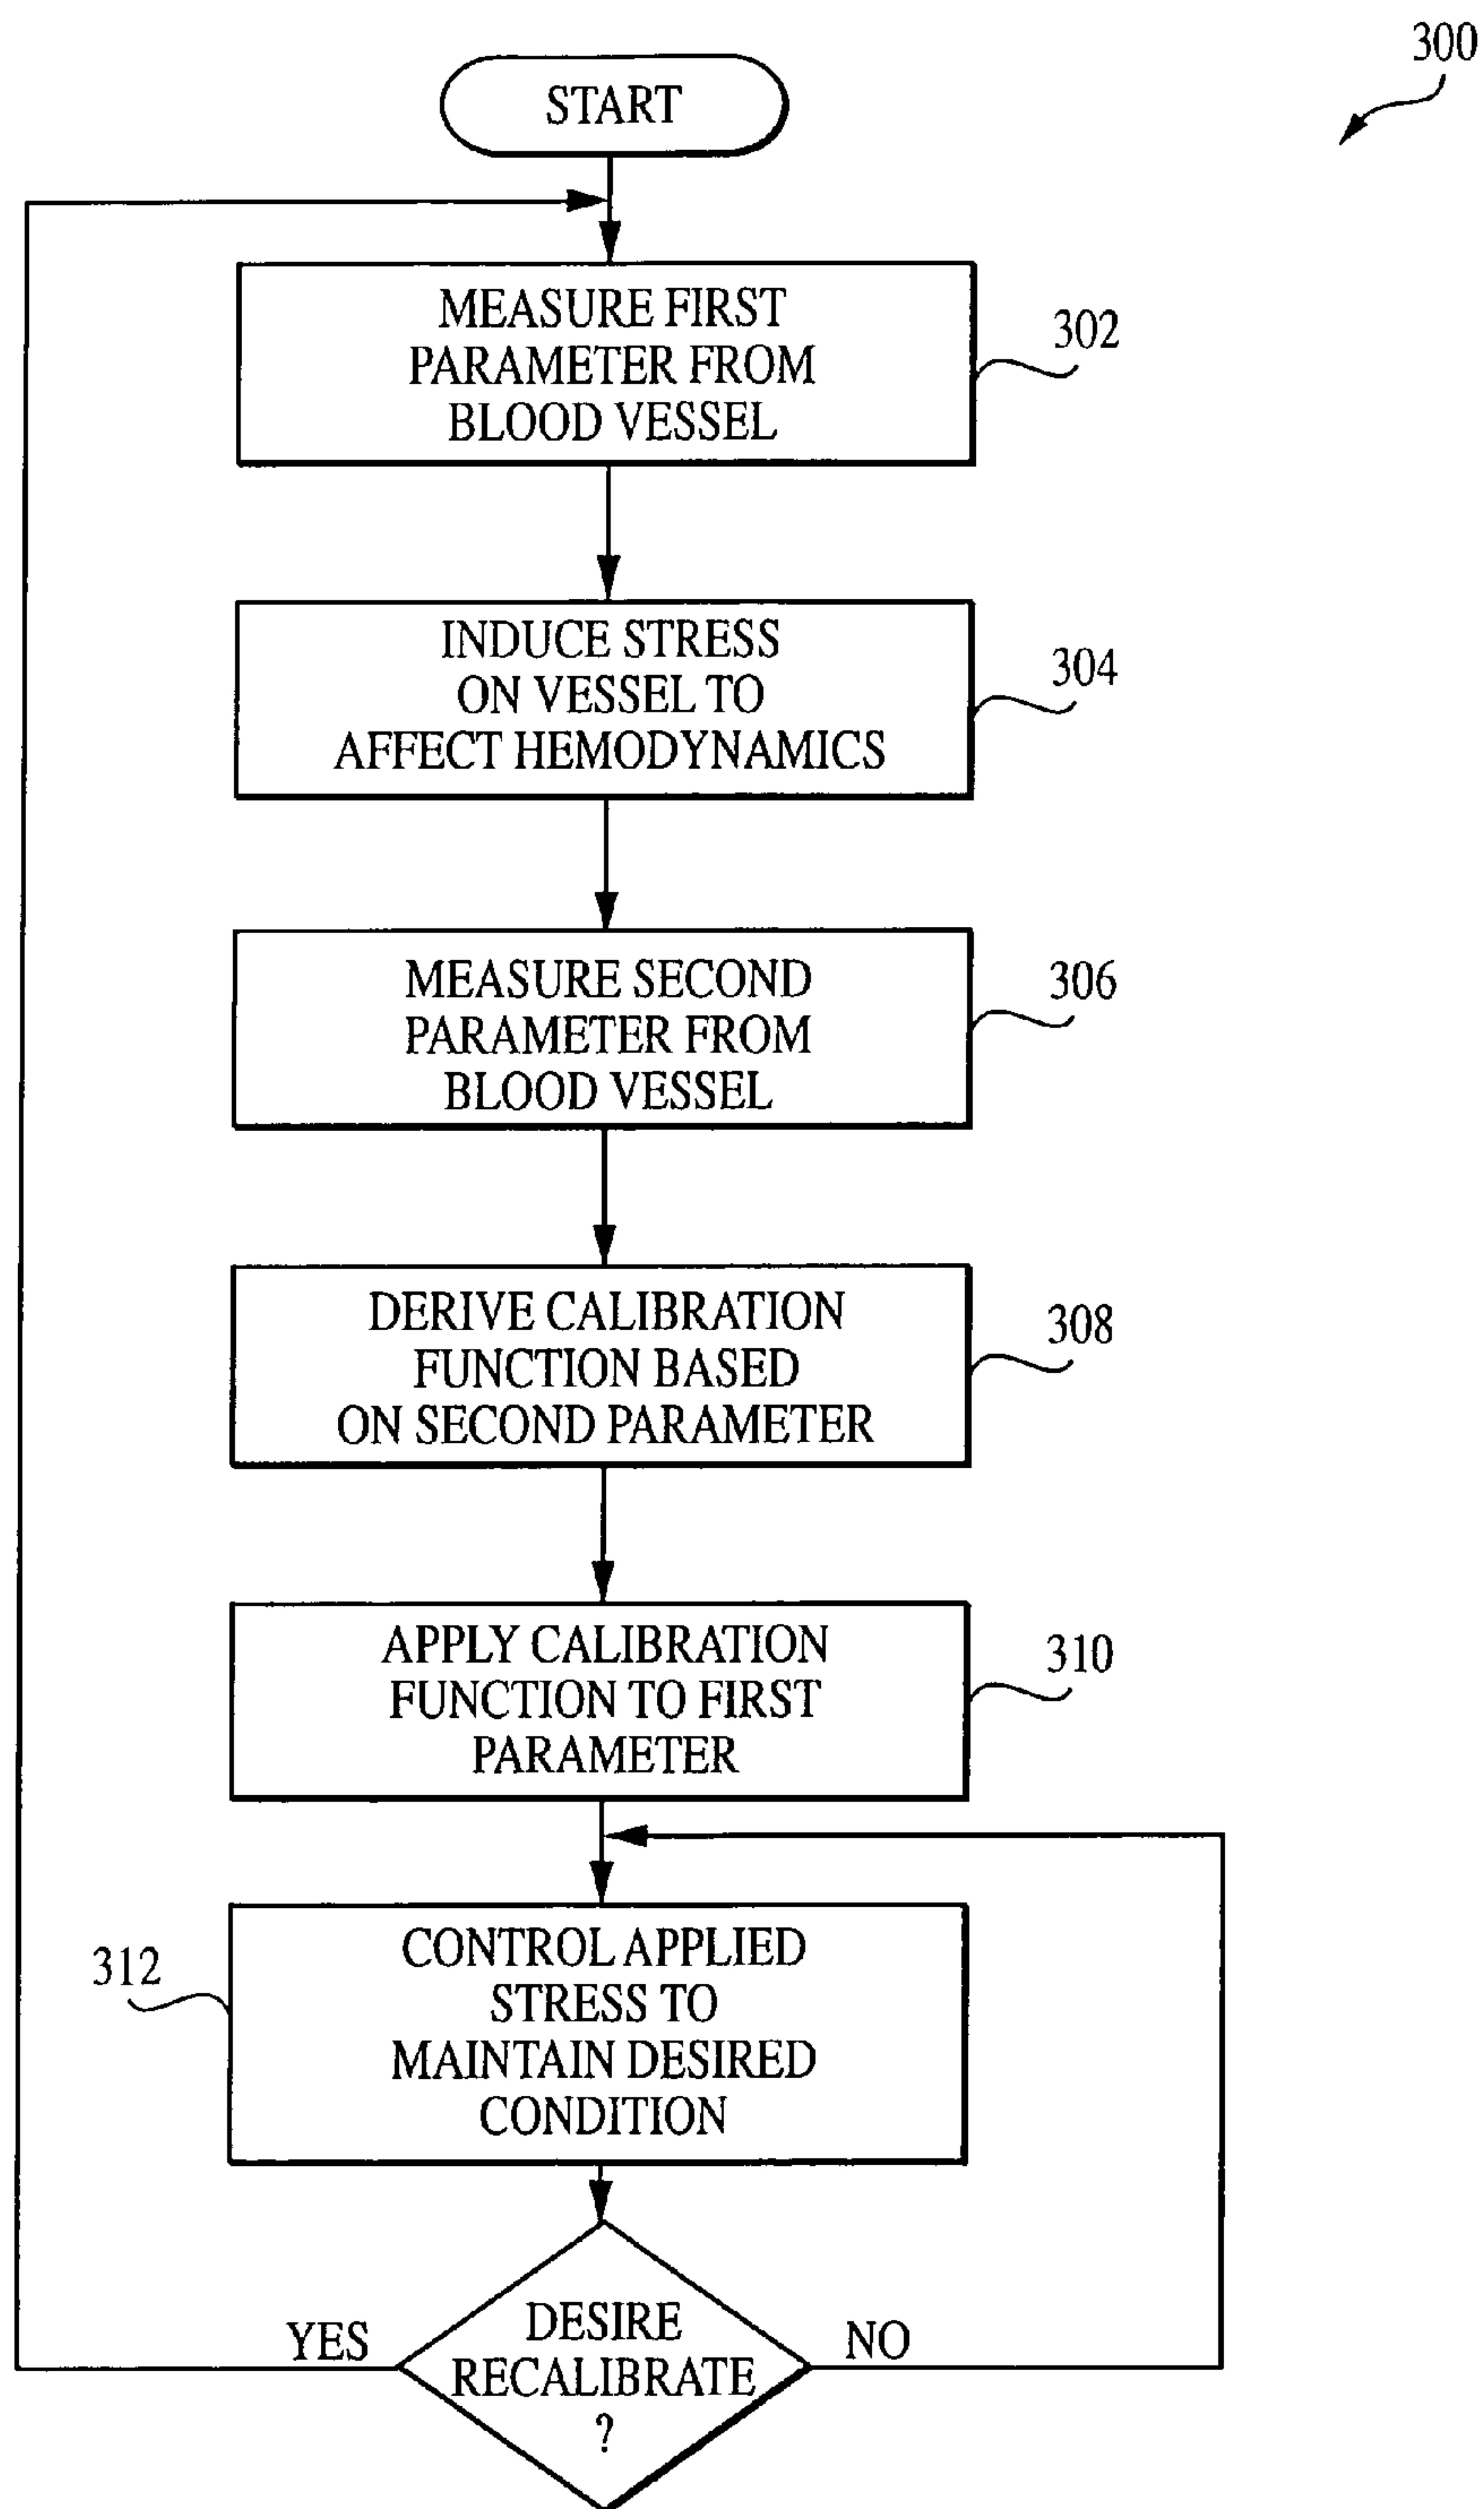 300
START
MEASURE FIRST
PARAMETER FROM
BLOOD VESSEL
302
INDUCE STRESS
ON VESSEL TO
AFFECT HEMODYNAMICS
304
MEASURE SECOND
PARAMETER FROM
BLOOD VESSEL
306
DERIVE CALIBRATION
FUNCTION BASED
ON SECOND PARAMETER
308
APPLY CALIBRATION
FUNCTION TO FIRST
PARAMETER
310
312
CONTROL APPLIED
STRESS TO
MAINTAIN DESIRED
CONDITION
YES
DESIRE
RECALIBRATE
?
NO